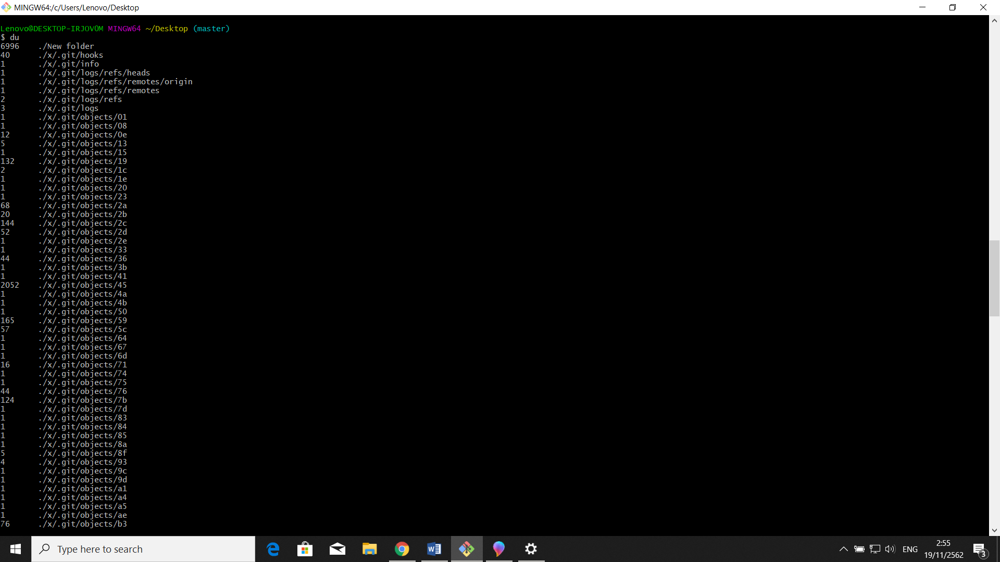 MINGW64:/c/Users/Lenovo/Desktop
Lenovo@DESKTOP-IRJOV0M MINGW64 ~/Desktop (master)
$ du
6996 ./New folder
40 ./x/.git/hooks
1 ./x/.git/info
1 ./x/.git/logs/refs/heads
1 ./x/.git/logs/refs/remotes/origin
1 ./x/.git/logs/refs/remotes
2 ./x/.git/logs/refs
3 ./x/.git/logs
1 ./x/.git/objects/01
1 ./x/.git/objects/08
12 ./x/.git/objects/0e
5 ./x/.git/objects/13
1 ./x/.git/objects/15
132 ./x/.git/objects/19
2 ./x/.git/objects/1c
1 ./x/.git/objects/1e
1 ./x/.git/objects/20
1 ./x/.git/objects/23
68 ./x/.git/objects/2a
20 ./x/.git/objects/2b
144 ./x/.git/objects/2c
52 ./x/.git/objects/2d
1 ./x/.git/objects/2e
1 ./x/.git/objects/33
44 ./x/.git/objects/36
1 ./x/.git/objects/3b
1 ./x/.git/objects/41
2052 ./x/.git/objects/45
1 ./x/.git/objects/4a
1 ./x/.git/objects/4b
1 ./x/.git/objects/50
165 ./x/.git/objects/59
57 ./x/.git/objects/5c
1 ./x/.git/objects/64
1 ./x/.git/objects/67
1 ./x/.git/objects/6d
16 ./x/.git/objects/71
1 ./x/.git/objects/74
1 ./x/.git/objects/75
44 ./x/.git/objects/76
124 ./x/.git/objects/7b
1 ./x/.git/objects/7d
1 ./x/.git/objects/83
1 ./x/.git/objects/84
1 ./x/.git/objects/85
1 ./x/.git/objects/8a
5 ./x/.git/objects/8f
4 ./x/.git/objects/93
1 ./x/.git/objects/9c
1 ./x/.git/objects/9d
1 ./x/.git/objects/a1
1 ./x/.git/objects/a4
1 ./x/.git/objects/a5
1 ./x/.git/objects/ae
76 ./x/.git/objects/b3
Type here to search
ENG
2:55
19/11/2562
3